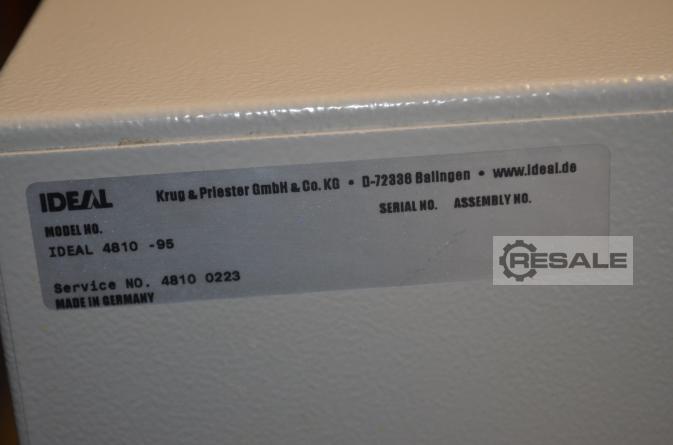 IDEAL Krug & Priester GmbH & Co. KG • D-72336 Balingen • www.ideal.de
SERIAL NO. ASSEMBLY NO.
MODEL NO.
IDEAL 4810 -95
Service NO. 4810 0223
MADE IN GERMANY
RESALE